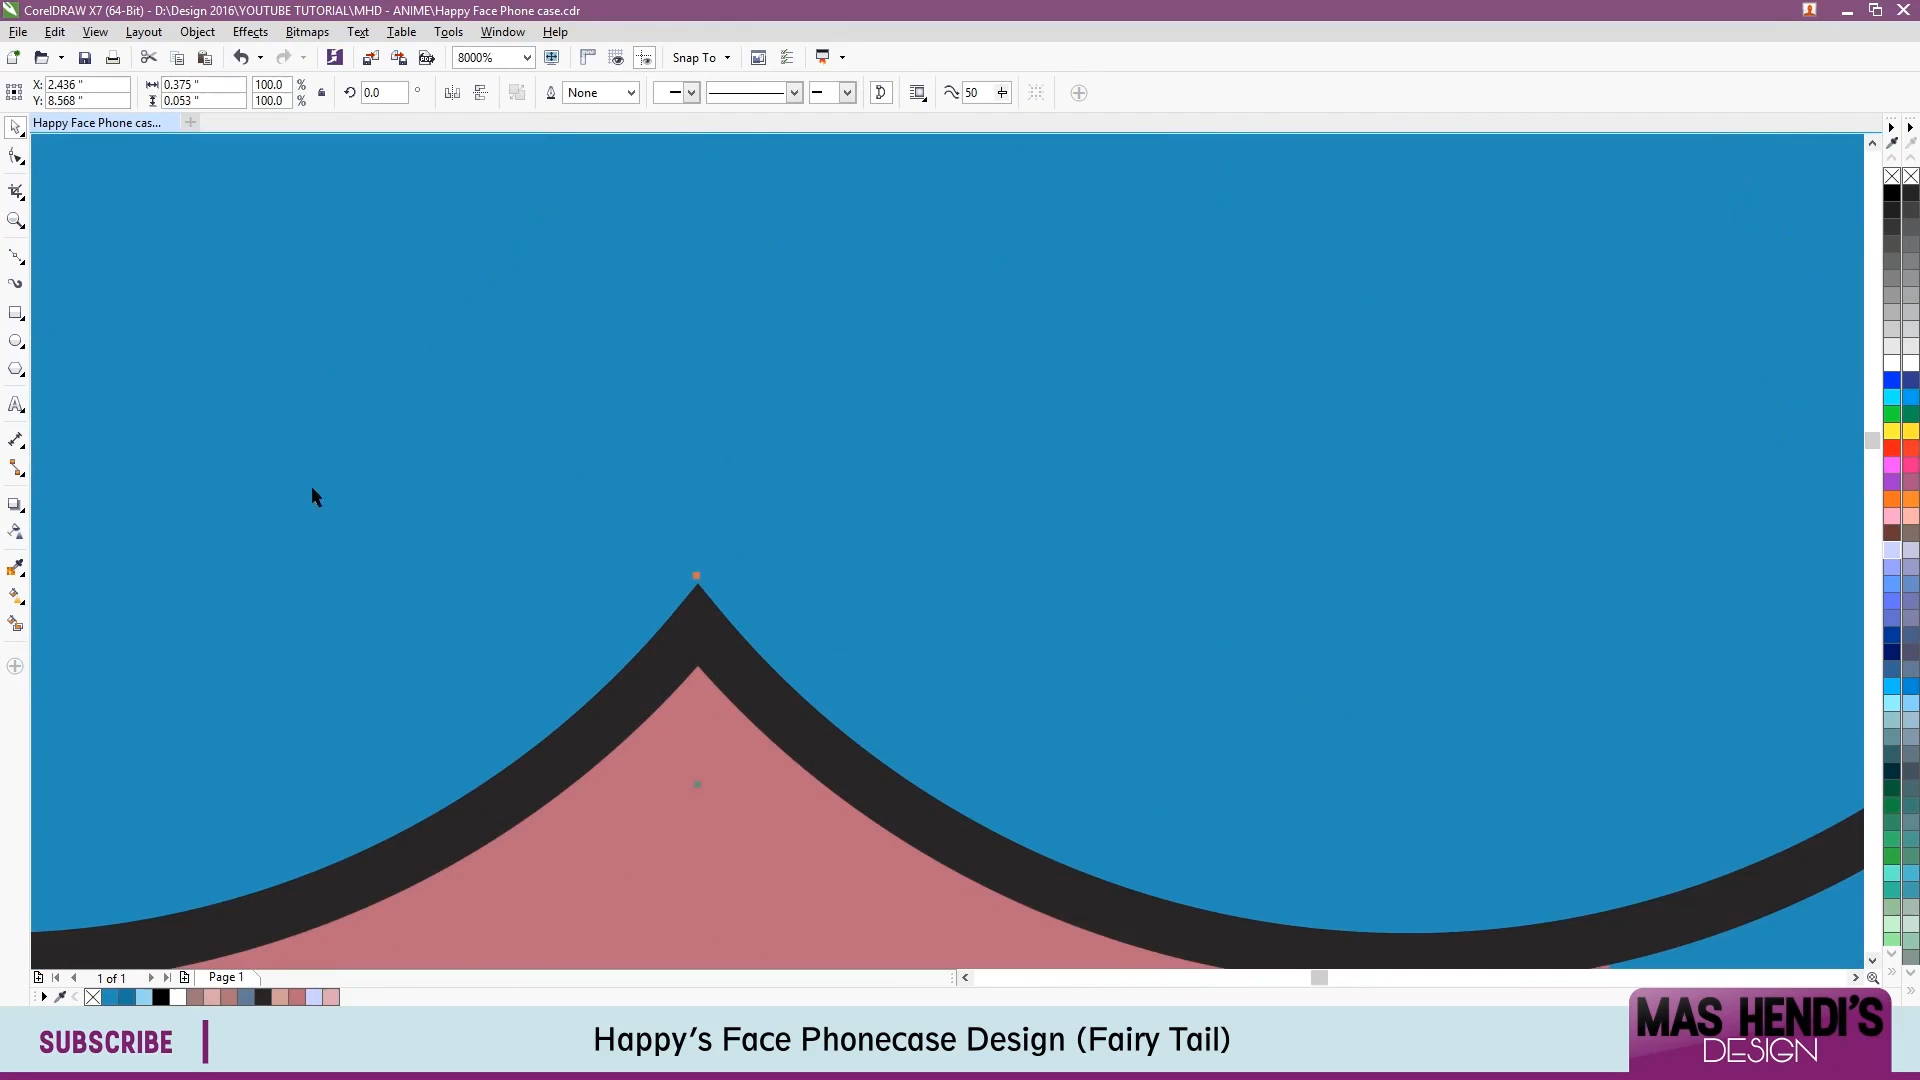 CorelDRAW X7 (64-Bit) - D:\Design 2016\YOUTUBE TUTORIAL\MHD - ANIME\Happy Face Phone case.cdr
File Edit View Layout Object Effects Bitmaps Text Table Tools Window Help
8000% Snap To
X: 2.436 " 0.375 " 100.0 % 0.0 ° None 50
Y: 8.568 " 0.053 " 100.0 %
Happy Face Phone cas...
1 of 1 Page 1
SUBSCRIBE
Happy's Face Phonecase Design (Fairy Tail)
MAS HENDI'S
DESIGN